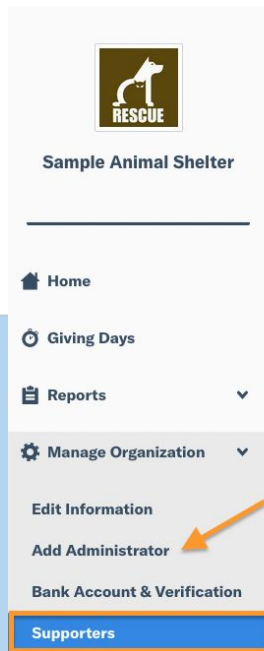 RESCUE
Sample Animal Shelter
Home
Giving Days
Reports
Manage Organization
Edit Information
Add Administrator
Bank Account & Verification
Supporters